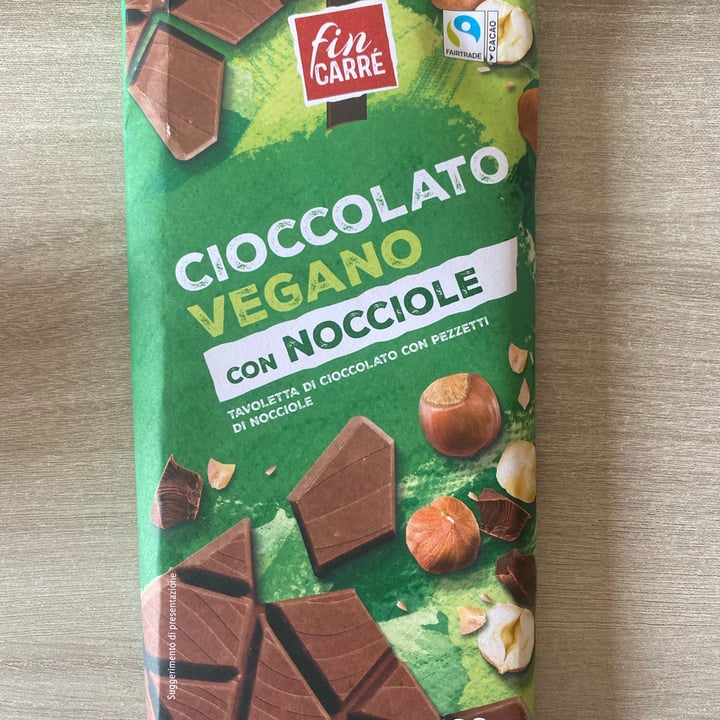 fin
CARRÉ
FAIRTRADE
CACAO
CIOCCOLATO
VEGANO
CON NOCCIOLE
TAVOLETTA DI CIOCCOLATO CON PEZZETTI
DI NOCCIOLE
Suggerimento di presentazione